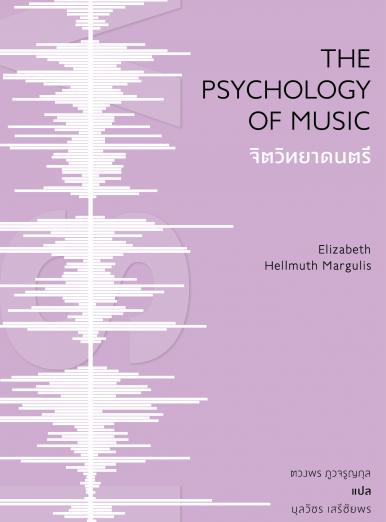 THE
PSYCHOLOGY
OF MUSIC
จิตวิทยาดนตรี
Elizabeth
Hellmuth Margulis
ตวงพร ภูวจรูญกุล
แปล
นุลวิชร เสรีชัยพร